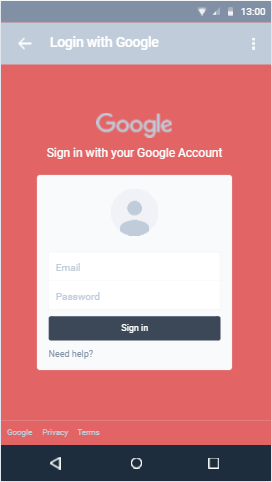 13:00
Login with Google
Google
Sign in with your Google Account
Email
Password
Sign in
Need help?
Google Privacy Terms